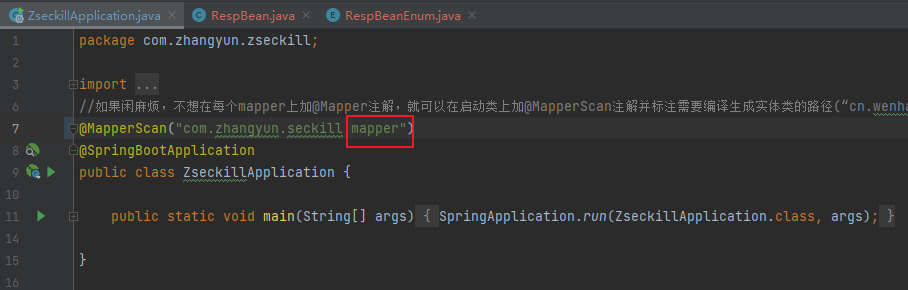 ZseckillApplication.java × RespBean.java × RespBeanEnum.java ×
1 package com.zhangyun.zseckill;
2
3 import ...
6 //如果闲麻烦，不想在每个mapper上加@Mapper注解，就可以在启动类上加@MapperScan注解并标注需要编译生成实体类的路径(“cn.wenha
7 @MapperScan("com.zhangyun.seckill mapper")
8 @SpringBootApplication
9 public class ZseckillApplication {
10
11 public static void main(String[] args) { SpringApplication.run(ZseckillApplication.class, args); }
14
15 }
16